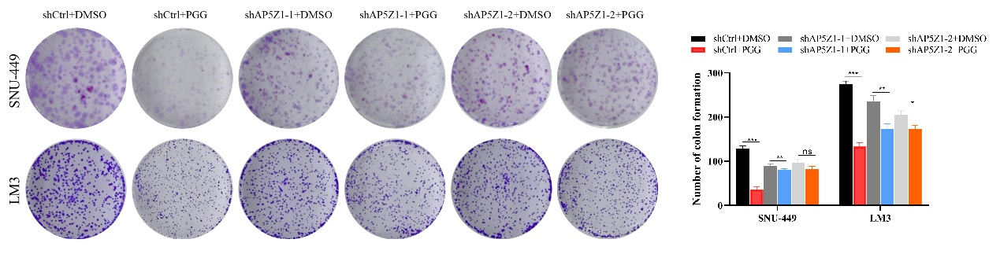 shCtrl+DMSO shCtrl+PGG shAP5Z1-1+DMSO shAP5Z1-1+PGG shAP5Z1-2+DMSO shAP5Z1-2+PGG
SNU-449
LM3
shCtrl+DMSO shAP5Z1-1+DMSO shAP5Z1-2+DMSO
shCtrl+PGG shAP5Z1-1+PGG shAP5Z1-2+PGG
Number of colon formation
300
200
100
0
*** ** ns
*** ** *
SNU-449 LM3